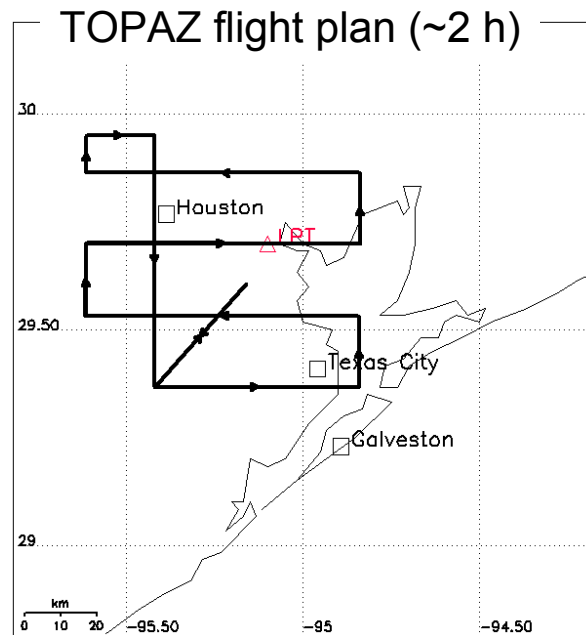 TOPAZ flight plan (~2 h)
30
Houston
LPT
29.50
Texas City
Galveston
29
km
0 10 20
-95.50
-95
-94.50